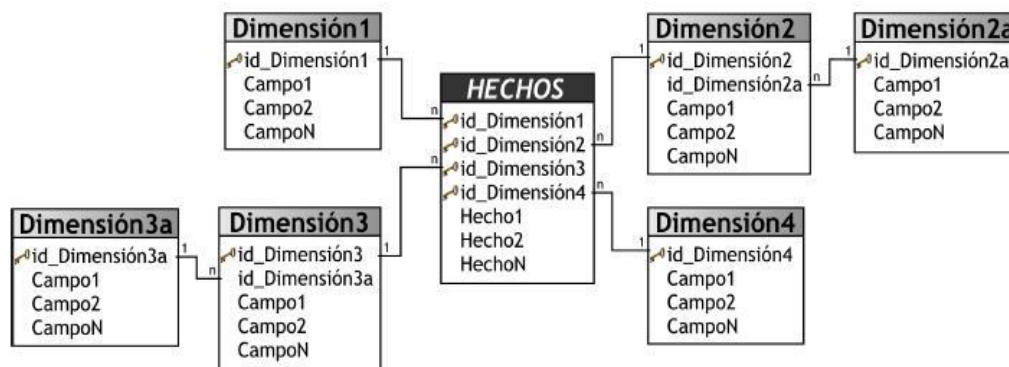 Dimensión1
id_Dimensión1
Campo1
Campo2
CampoN
1
n
HECHOS
id_Dimensión1
id_Dimensión2
id_Dimensión3
id_Dimensión4
Hecho1
Hecho2
HechoN
n
n
n
Dimensión2
1
id_Dimensión2
id_Dimensión2a
Campo1
Campo2
CampoN
n
Dimensión2a
1
id_Dimensión2a
Campo1
Campo2
CampoN
Dimensión3a
id_Dimensión3a
Campo1
Campo2
CampoN
1
n
Dimensión3
id_Dimensión3
id_Dimensión3a
Campo1
Campo2
CampoN
1
Dimensión4
1
id_Dimensión4
Campo1
Campo2
CampoN